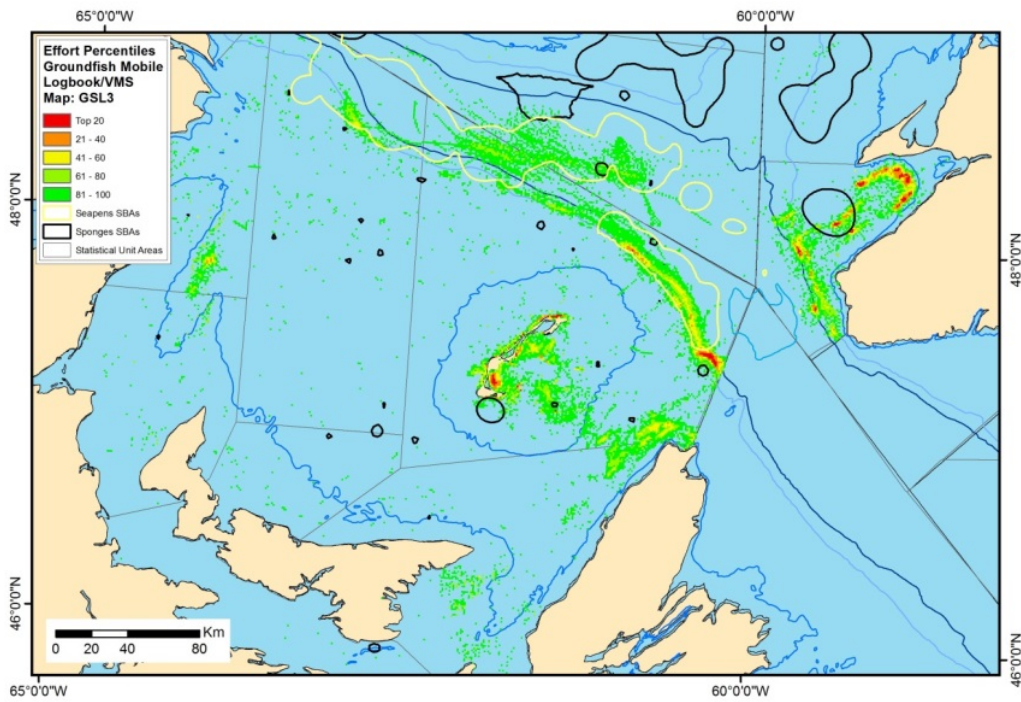 65°0'0"W
60°0'0"W
Effort Percentiles
Groundfish Mobile
Logbook/VMS
Map: GSL3
Top 20
21 - 40
41 - 60
61 - 80
81 - 100
Seapens SBAs
Sponges SBAs
Statistical Unit Areas
48°0'0"N
48°0'0"N
46°0'0"N
46°0'0"N
Km
0 20 40 80
65°0'0"W
60°0'0"W